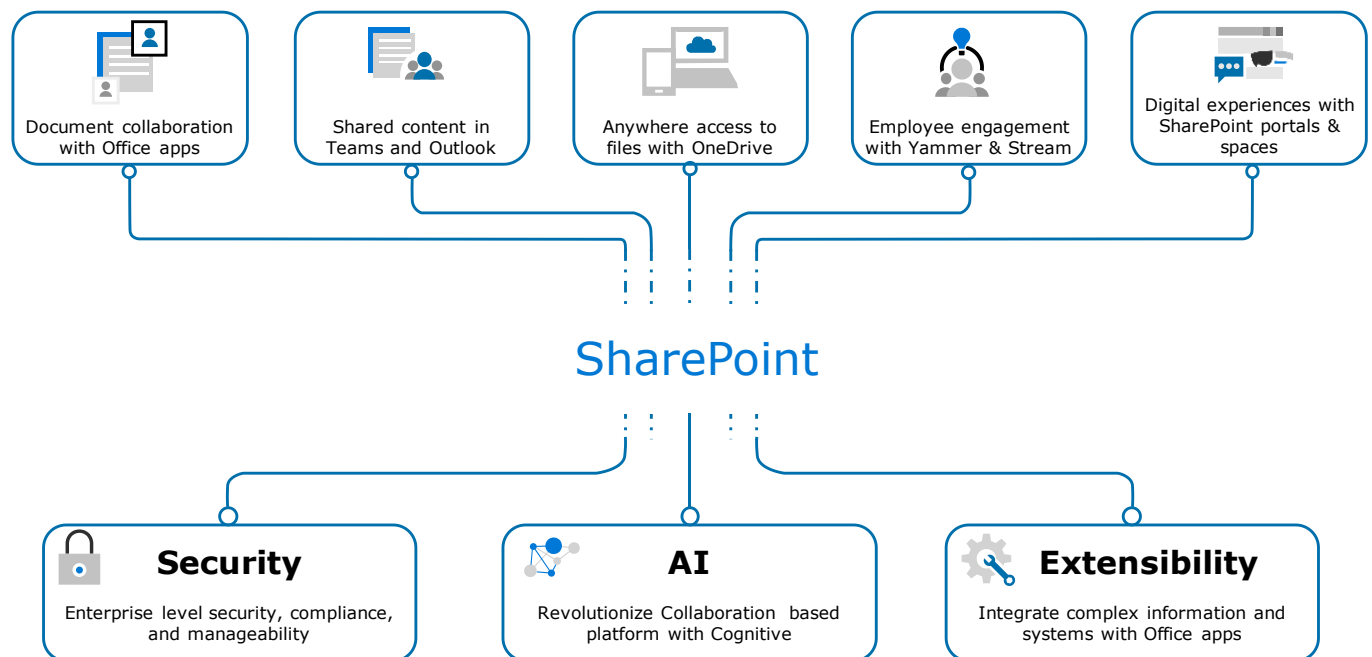 Document collaboration
with Office apps
Shared content in
Teams and Outlook
Anywhere access to
files with OneDrive
Employee engagement
with Yammer & Stream
Digital experiences with
SharePoint portals &
spaces
SharePoint
Security
Enterprise level security, compliance,
and manageability
AI
Revolutionize Collaboration based
platform with Cognitive
Extensibility
Integrate complex information and
systems with Office apps